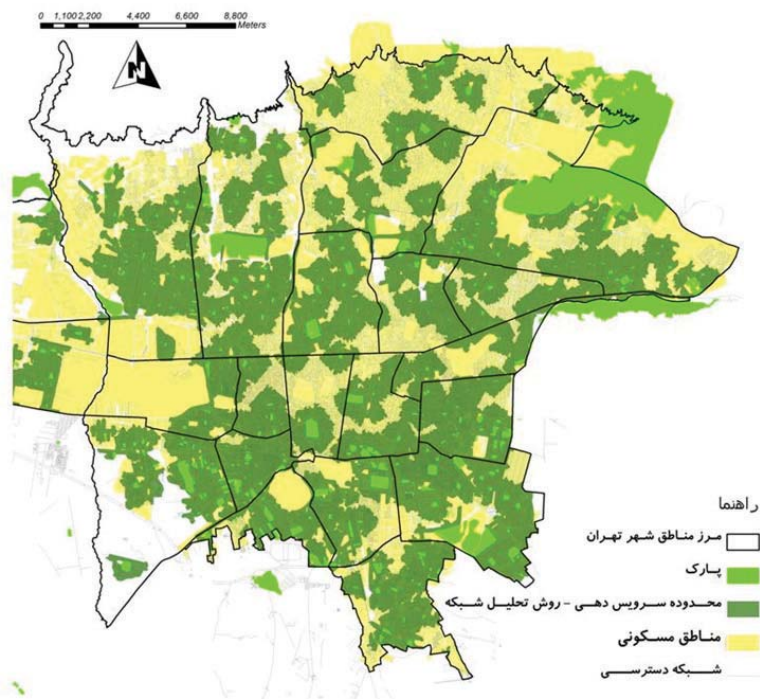 0 1,100 2,200 4,400 6,600 8,800
Meters
N
راهنما
مرز مناطق شهر تهران
پارک
محدوده سرویس دهی - روش تحلیل شبکه
مناطق مسکونی
شبکه دسترسی